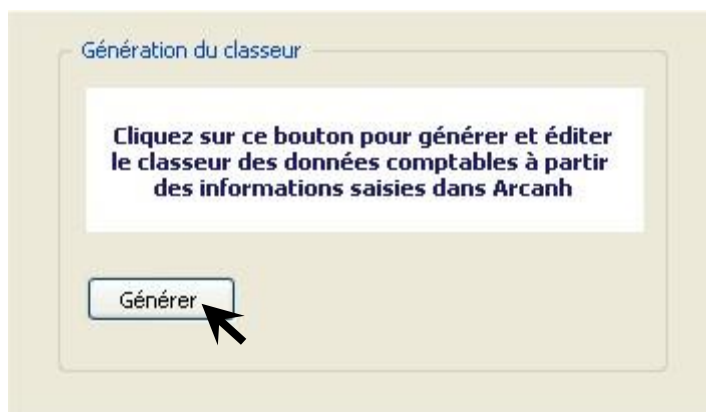 Génération du classeur
Cliquez sur ce bouton pour générer et éditer
le classeur des données comptables à partir
des informations saisies dans Arcanh
Générer